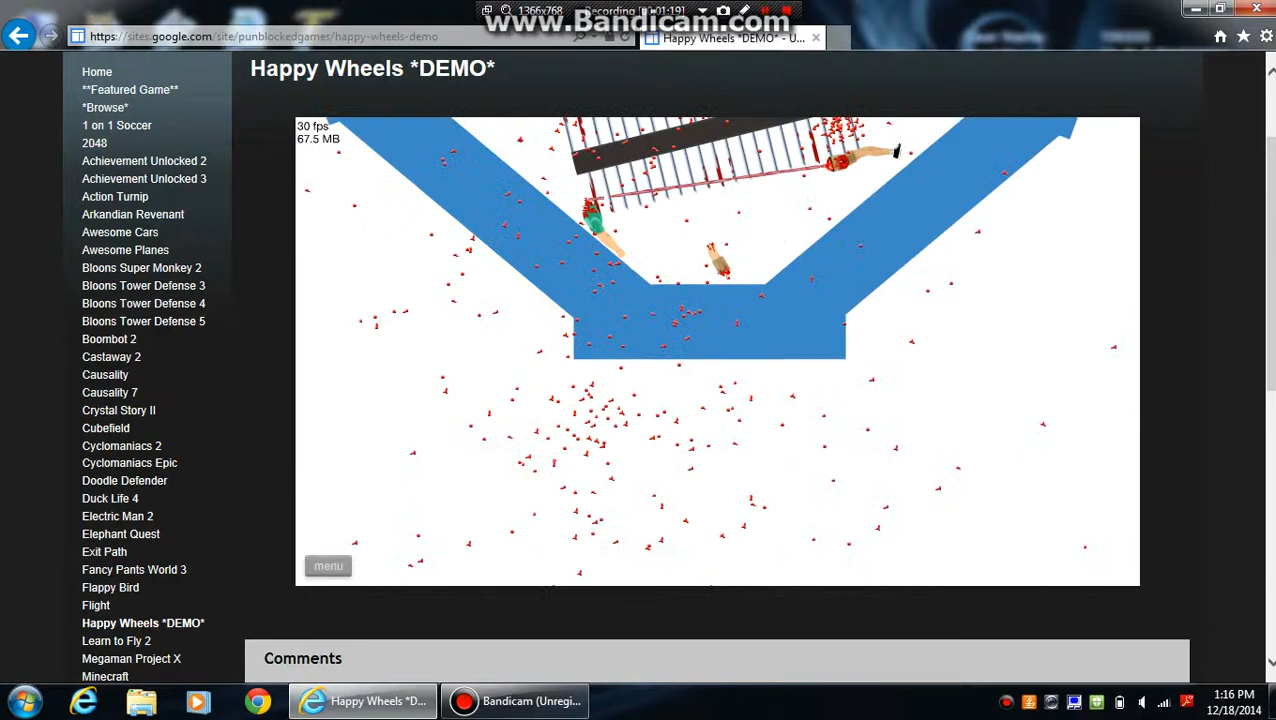 1366x768 Recording [00:01:19]
www.Bandicam.com
https://sites.google.com/site/punblockedgames/happy-wheels-demo
Happy Wheels *DEMO* - U...
Home
**Featured Game**
*Browse*
1 on 1 Soccer
2048
Achievement Unlocked 2
Achievement Unlocked 3
Action Turnip
Arkandian Revenant
Awesome Cars
Awesome Planes
Bloons Super Monkey 2
Bloons Tower Defense 3
Bloons Tower Defense 4
Bloons Tower Defense 5
Boombot 2
Castaway 2
Causality
Causality 7
Crystal Story II
Cubefield
Cyclomaniacs 2
Cyclomaniacs Epic
Doodle Defender
Duck Life 4
Electric Man 2
Elephant Quest
Exit Path
Fancy Pants World 3
Flappy Bird
Flight
Happy Wheels *DEMO*
Learn to Fly 2
Megaman Project X
Minecraft
Happy Wheels *DEMO*
30 fps
67.5 MB
menu
Comments
Happy Wheels *D...
Bandicam (Unregi...
1:16 PM
12/18/2014